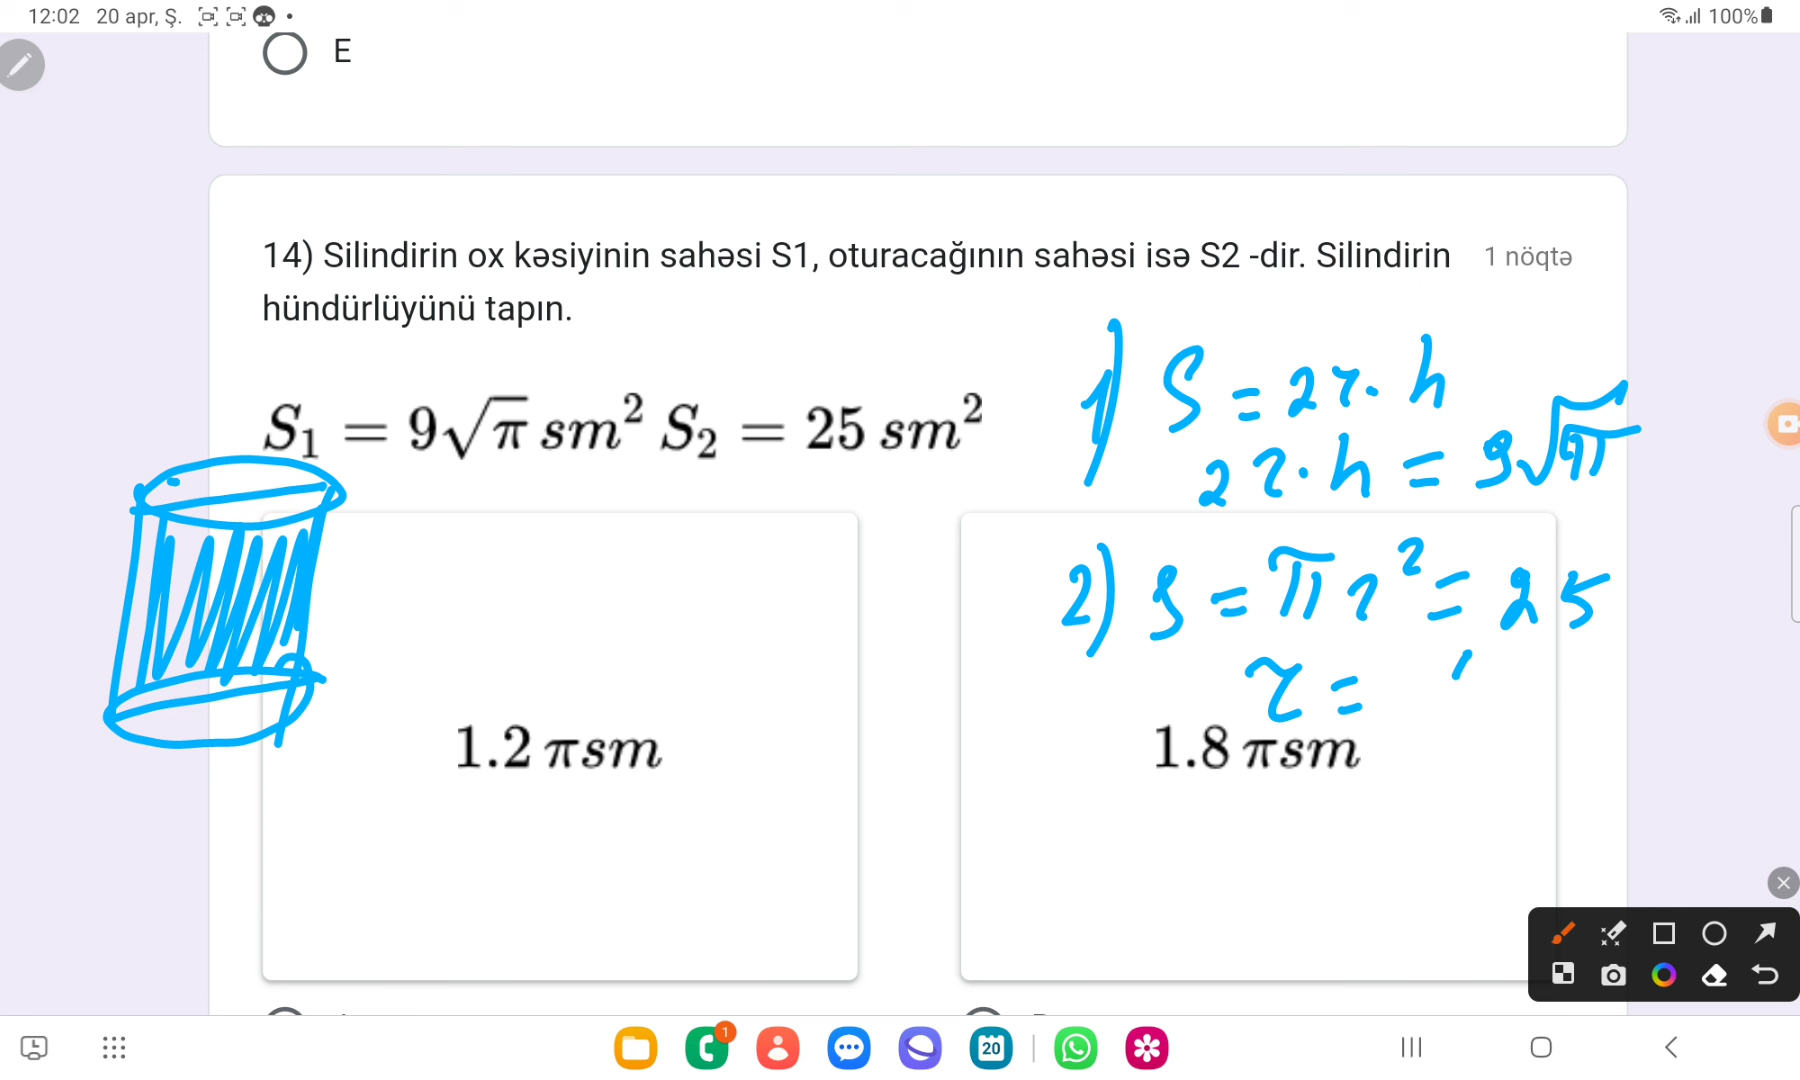 12:02 20 apr, Ş.
100%
E
14) Silindirin ox kəsiyinin sahəsi S1, oturacağının sahəsi isə S2 -dir. Silindirin
hündürlüyünü tapın.
1 nöqtə
S₁ = 9√π sm² S₂ = 25 sm²
1) S = 2r · h
2r · h = 9√π
2) S = πr² = 25
r =
1.2 πsm
1.8 πsm
1
20